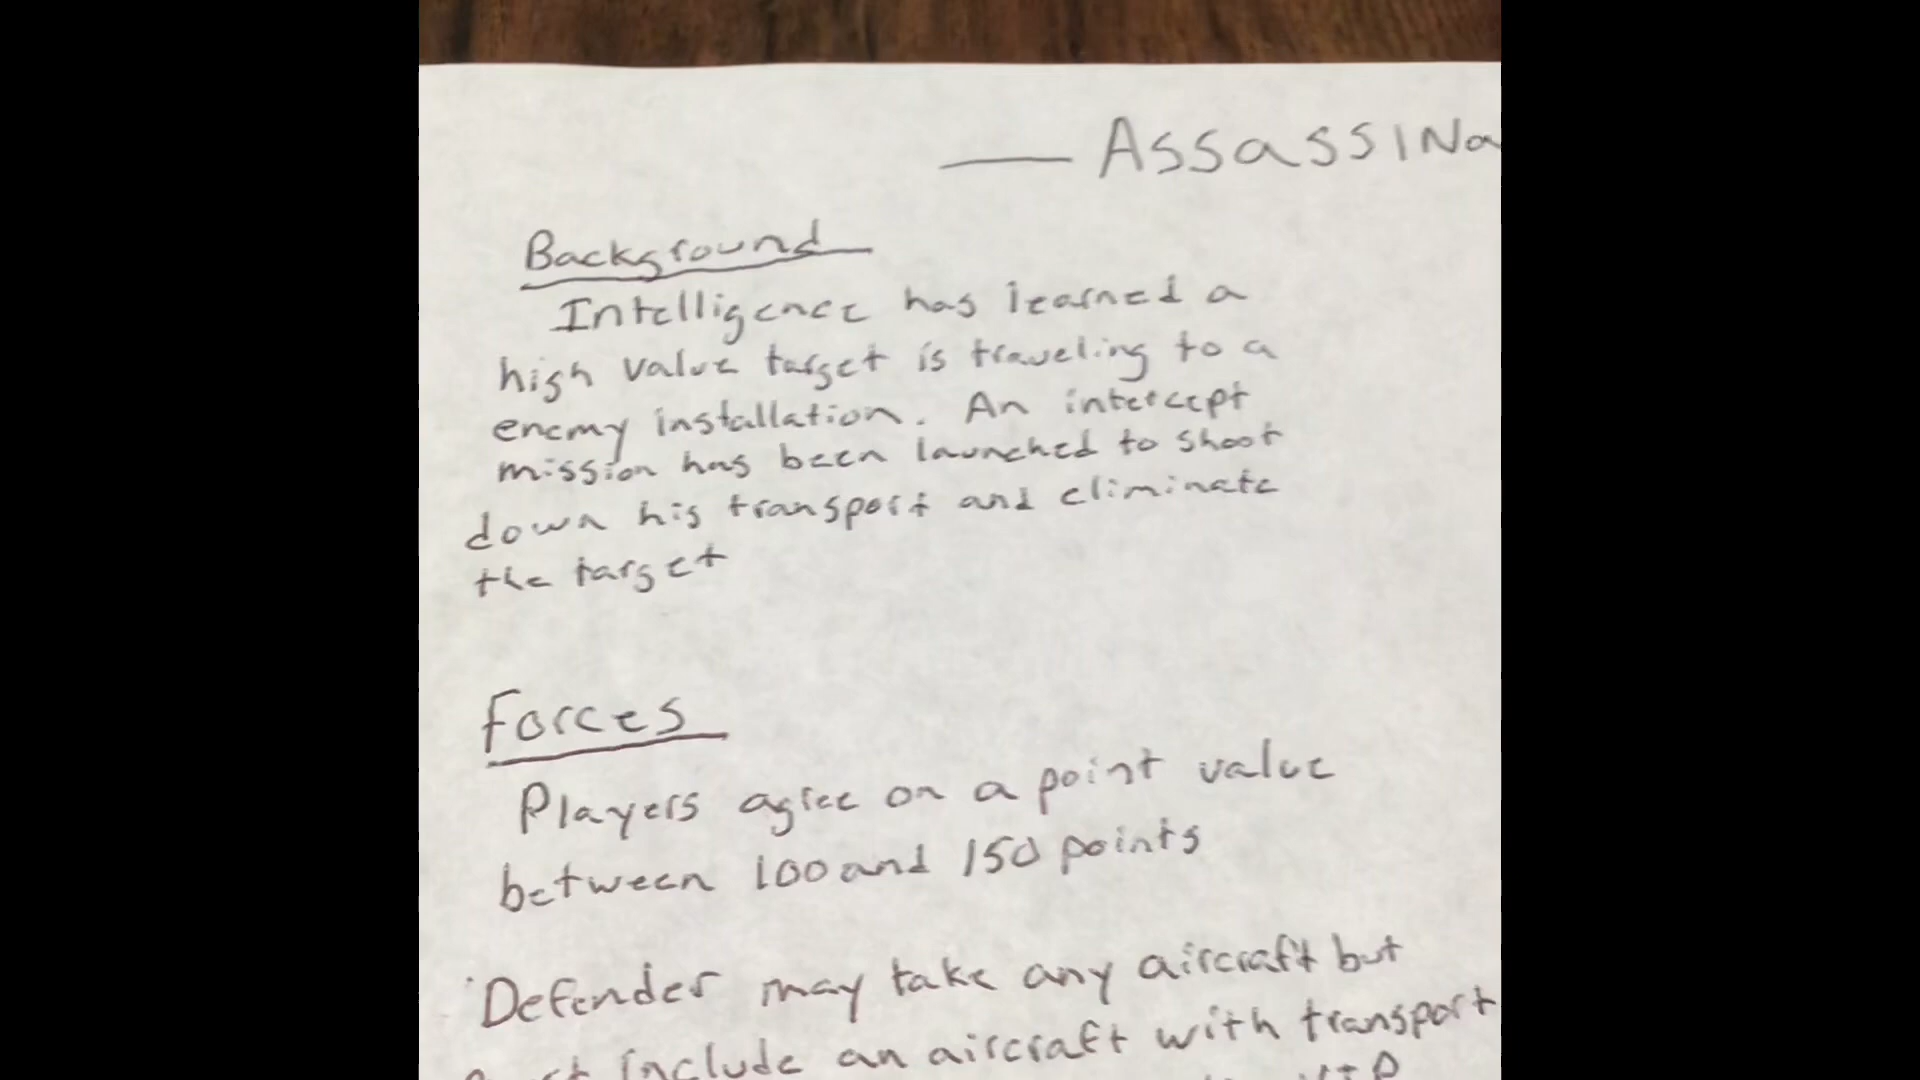 — Assassina
Background
Intelligence has learned a
high value target is traveling to a
enemy installation. An intercept
mission has been launched to shoot
down his transport and eliminate
the target
Forces
Players agree on a point value
between 100 and 150 points
Defender may take any aircraft but
include an aircraft with transport
VIP